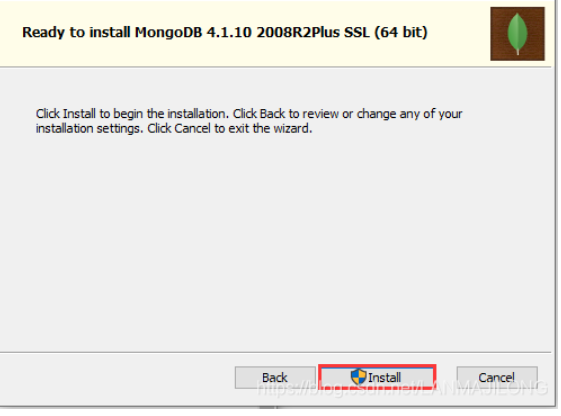 Ready to install MongoDB 4.1.10 2008R2Plus SSL (64 bit)
Click Install to begin the installation. Click Back to review or change any of your
installation settings. Click Cancel to exit the wizard.
Back Install Cancel
https://blog.csdn.net/LANMAJILONG